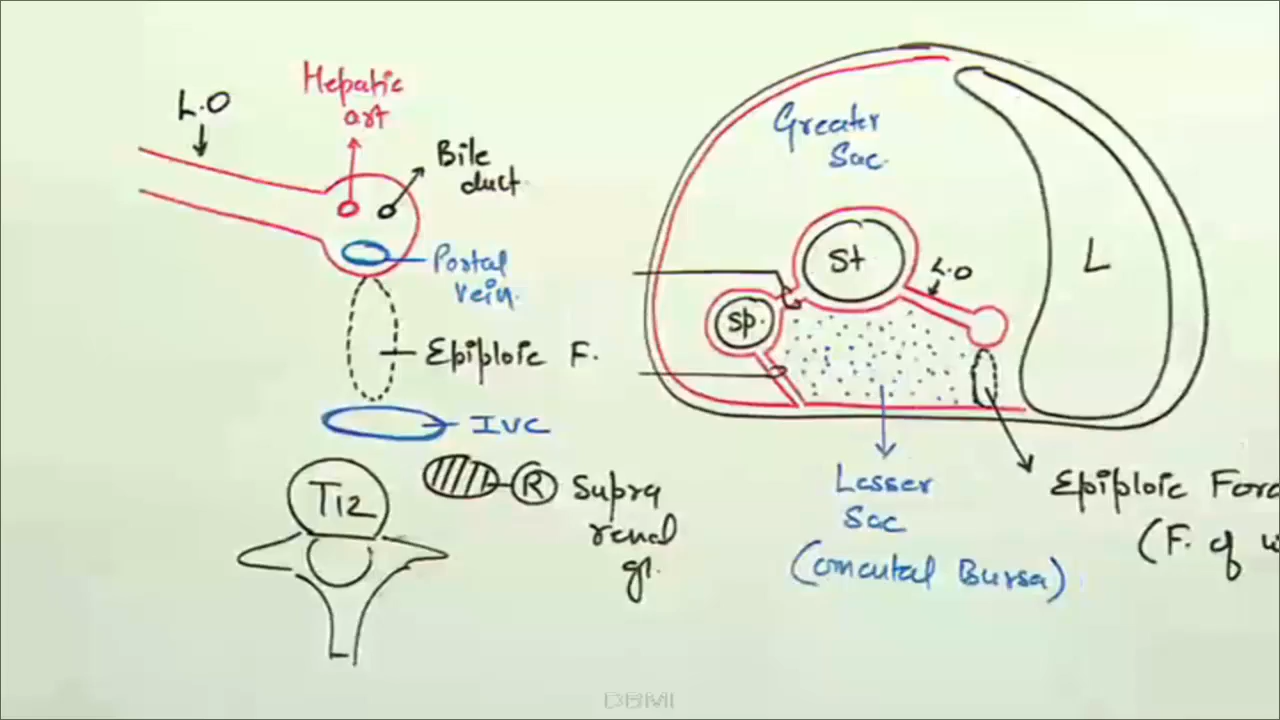 L.O
Hepatic
art
Bile
duct
Portal
vein.
Epiploic F.
IVC
T12
R
Supra
renal
gl.
Greater
Sac
St
L.O
L
Sp.
Lesser
Sac
(omental Bursa)
Epiploic Fora
(F. of w
BBMI